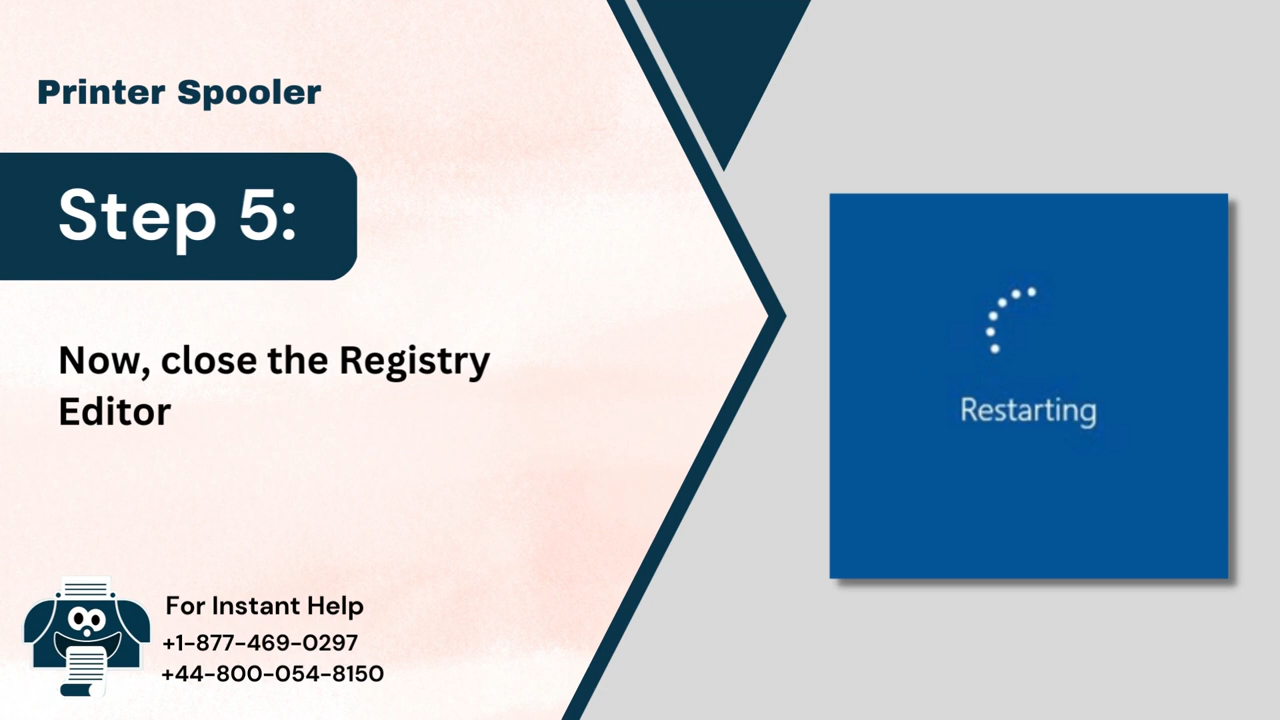 Printer Spooler
Step 5:
Now, close the Registry
Editor
Restarting
For Instant Help
+1-877-469-0297
+44-800-054-8150